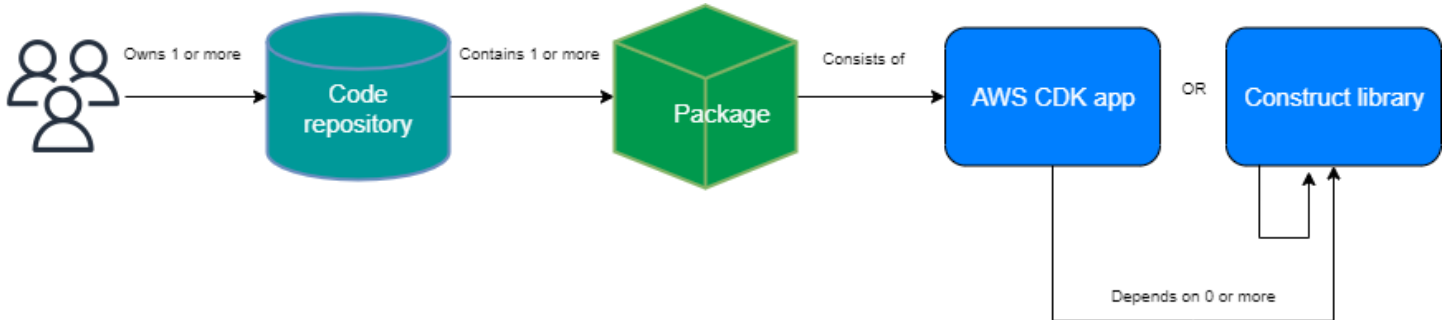 Owns 1 or more
Code
repository
Contains 1 or more
Package
Consists of
AWS CDK app
OR
Construct library
Depends on 0 or more